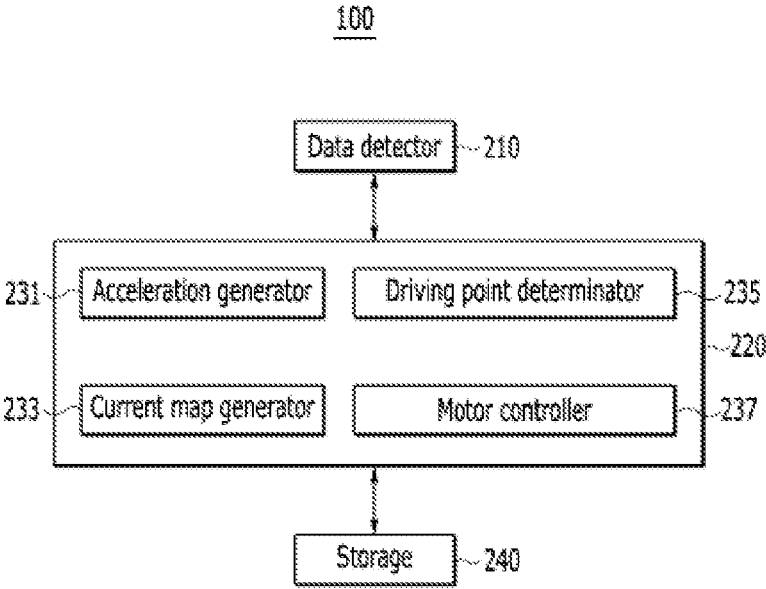 100
Data detector 210
231 Acceleration generator Driving point determinator 235
220
233 Current map generator Motor controller 237
Storage 240